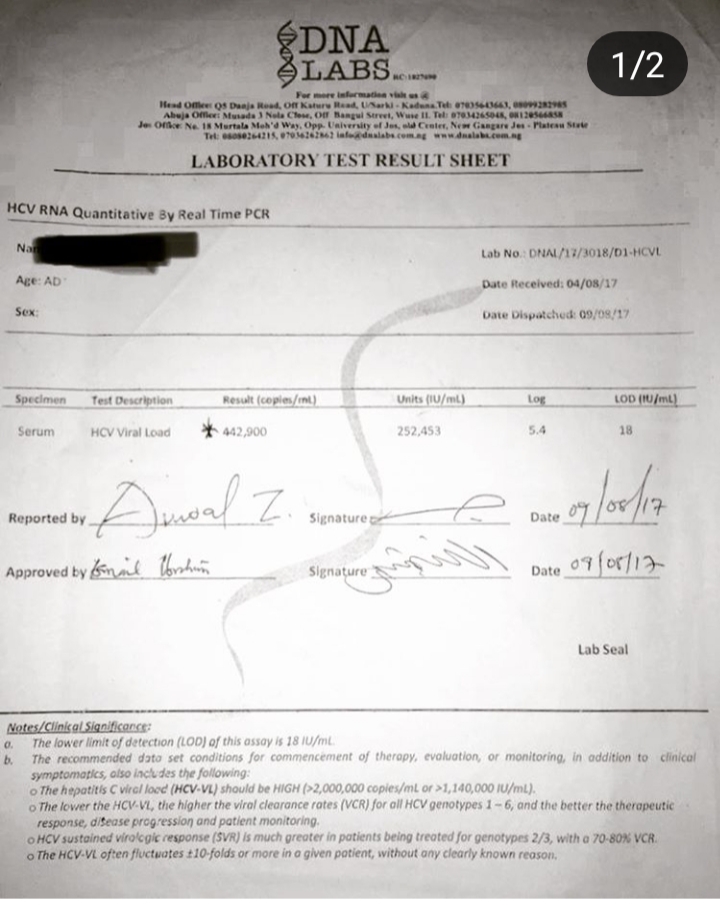 1/2
DNA
LABS RC:1027690
For more information visit us @
Head Office: Q5 Danja Road, Off Katuru Road, U/Sarki - Kaduna. Tel: 07035643663, 08099282985
Abuja Office: Musada 3 Nola Close, Off Bangui Street, Wuse II. Tel: 07034265048, 08120566858
Jos Office: No. 18 Murtala Moh'd Way, Opp. University of Jos, old Center, New Gangare Jos - Plateau State
Tel: 08080264215, 07036262862 info@dnalabs.com.ng www.dnalabs.com.ng
LABORATORY TEST RESULT SHEET
HCV RNA Quantitative By Real Time PCR
Lab No.: DNAL/17/3018/D1-HCVL
Age: AD
Date Received: 04/08/17
Sex:
Date Dispatched: 09/08/17
Specimen Test Description Result (copies/mL) Units (IU/mL) Log LOD (IU/mL)
Serum HCV Viral Load * 442,900 252,453 5.4 18
Reported by Z. Signature Date 09/08/17
Approved by Signature Date 09/08/17
Lab Seal
Notes/Clinical Significance:
a. The lower limit of detection (LOD) of this assay is 18 IU/mL.
b. The recommended data set conditions for commencement of therapy, evaluation, or monitoring, in addition to clinical
symptomatics, also includes the following:
o The hepatitis C viral load (HCV-VL) should be HIGH (>2,000,000 copies/mL or >1,140,000 IU/mL).
o The lower the HCV-VL, the higher the viral clearance rates (VCR) for all HCV genotypes 1 – 6, and the better the therapeutic
response, disease progression and patient monitoring.
o HCV sustained virologic response (SVR) is much greater in patients being treated for genotypes 2/3, with a 70-80% VCR.
o The HCV-VL often fluctuates ±10-folds or more in a given patient, without any clearly known reason.